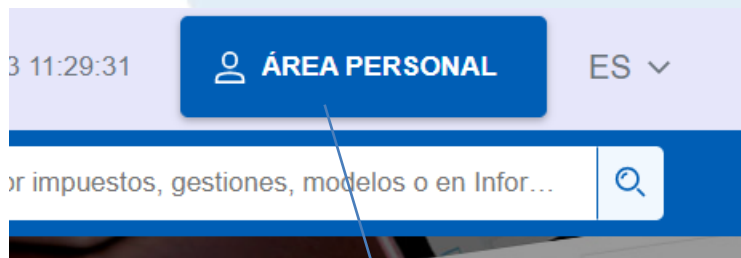 3 11:29:31 ÁREA PERSONAL ES
or impuestos, gestiones, modelos o en Infor...